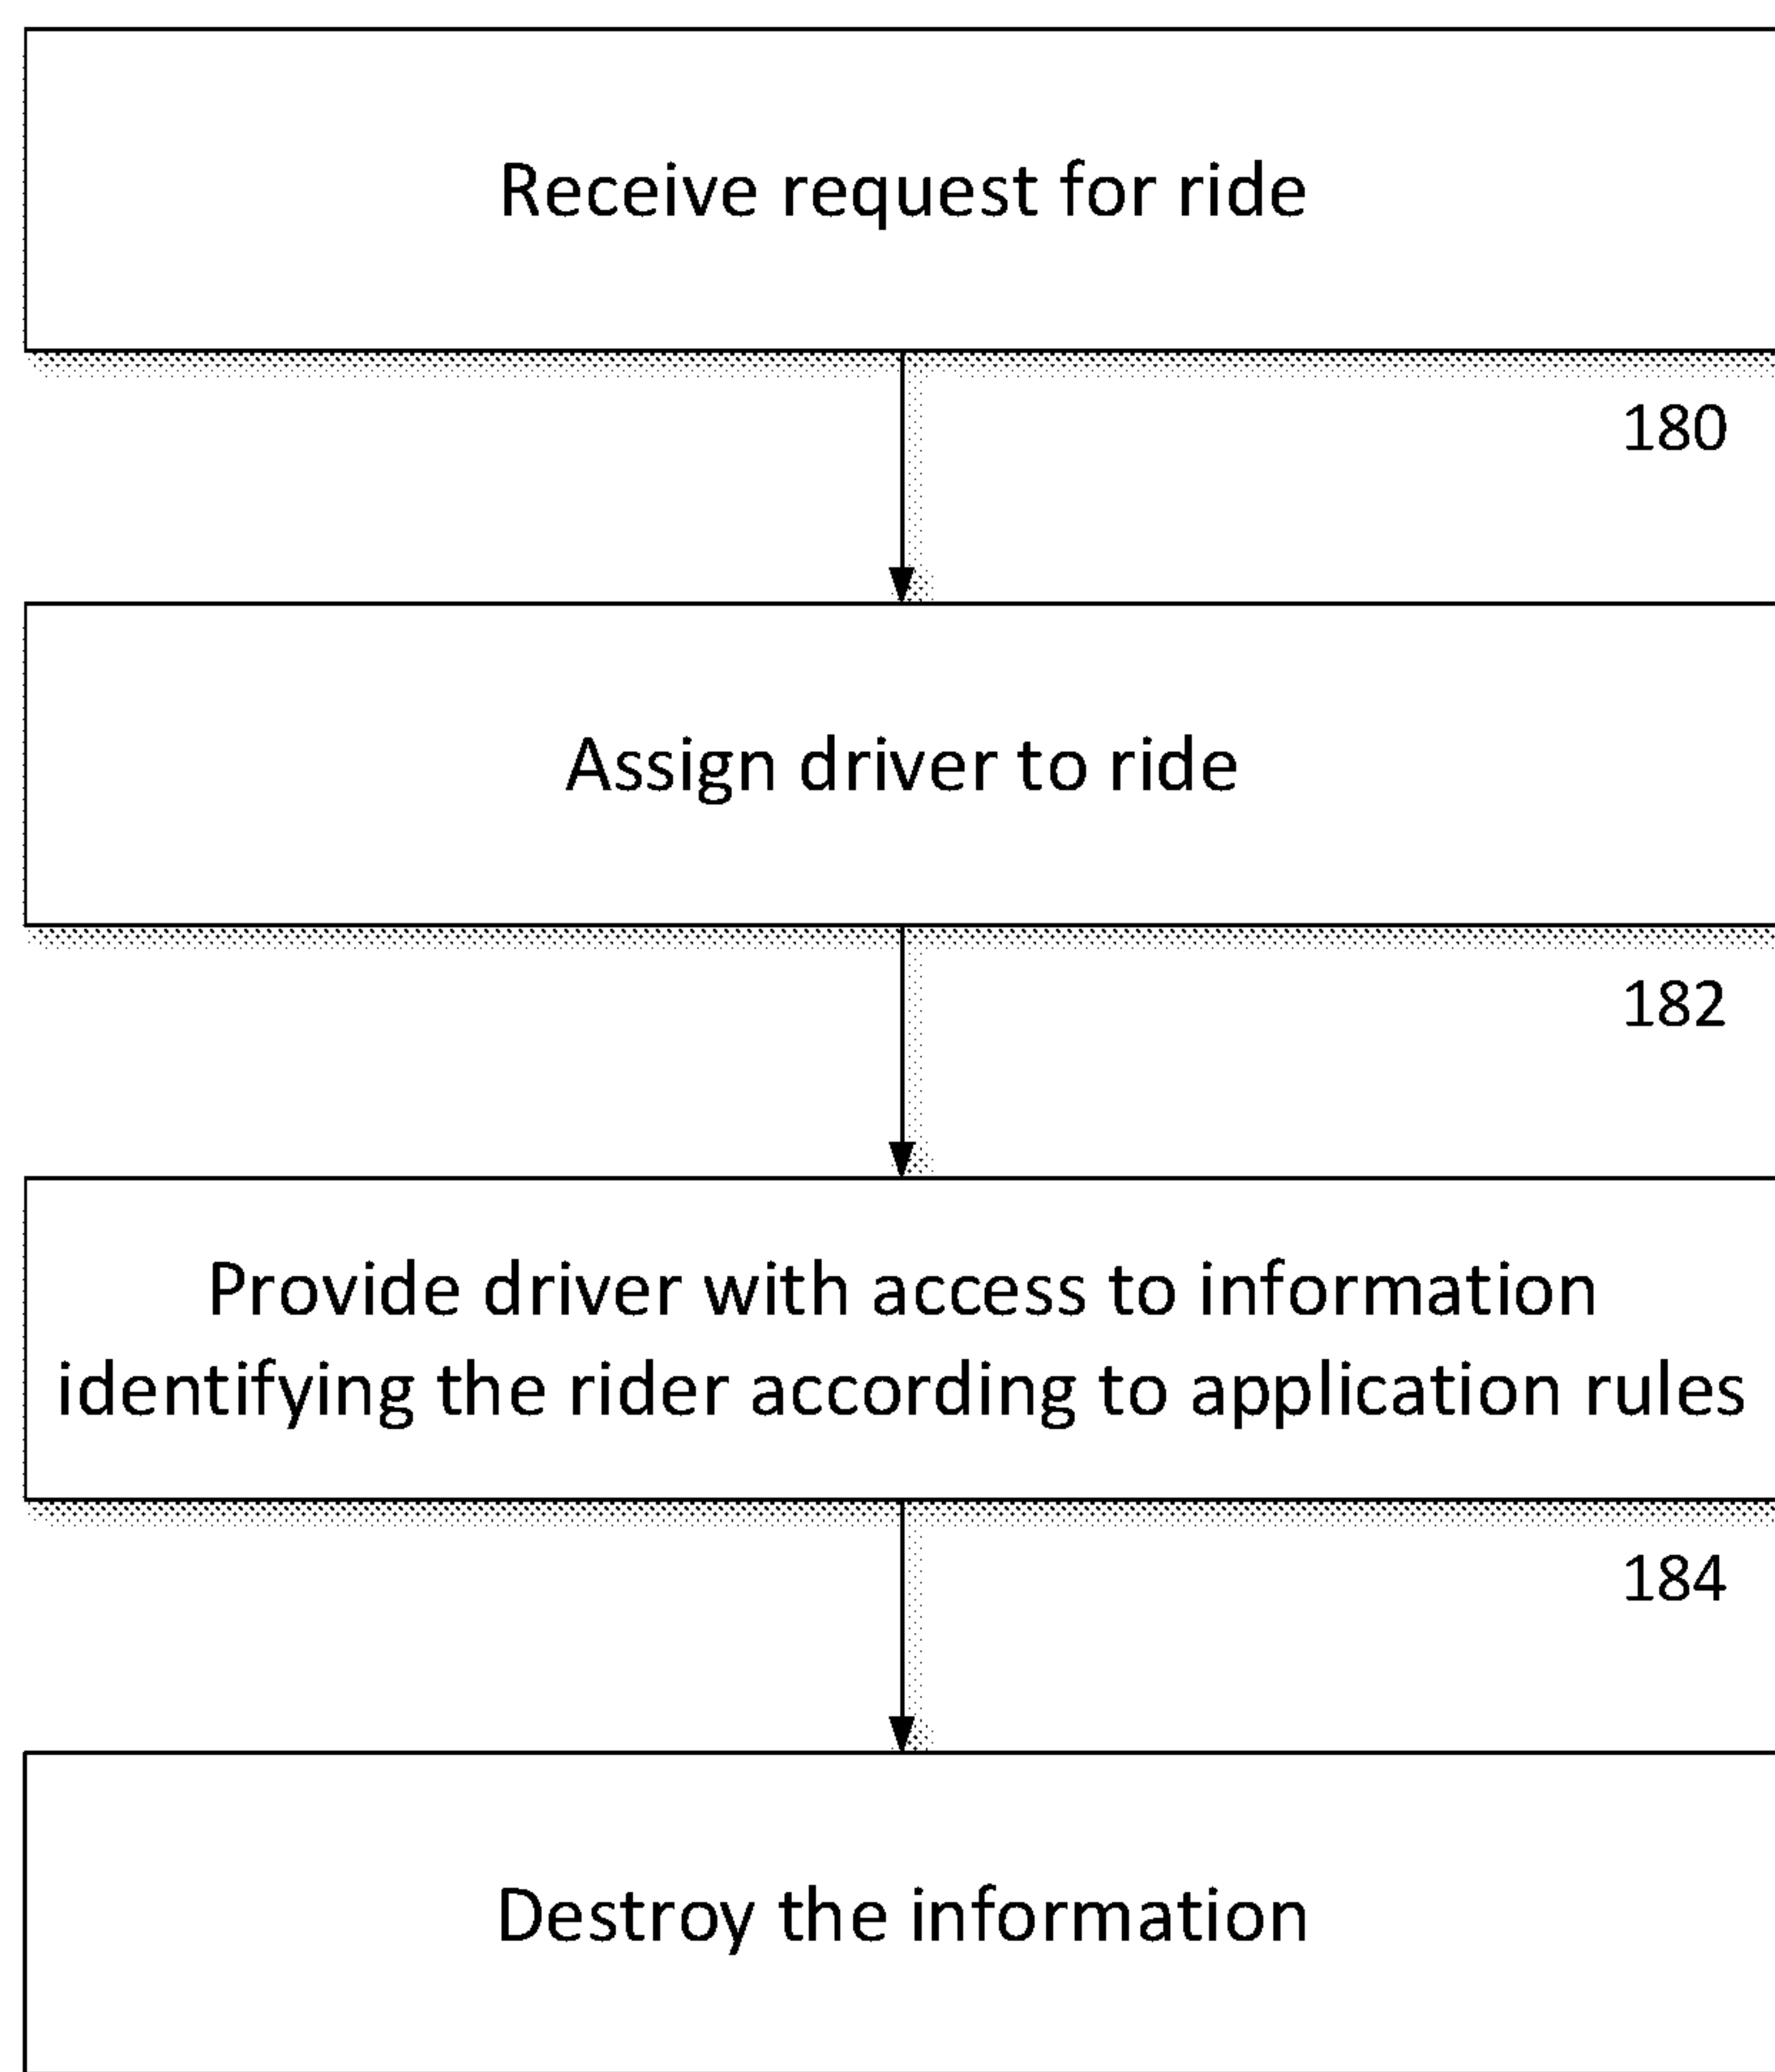 Receive request for ride
180
Assign driver to ride
182
Provide driver with access to information
identifying the rider according to application rules
184
Destroy the information